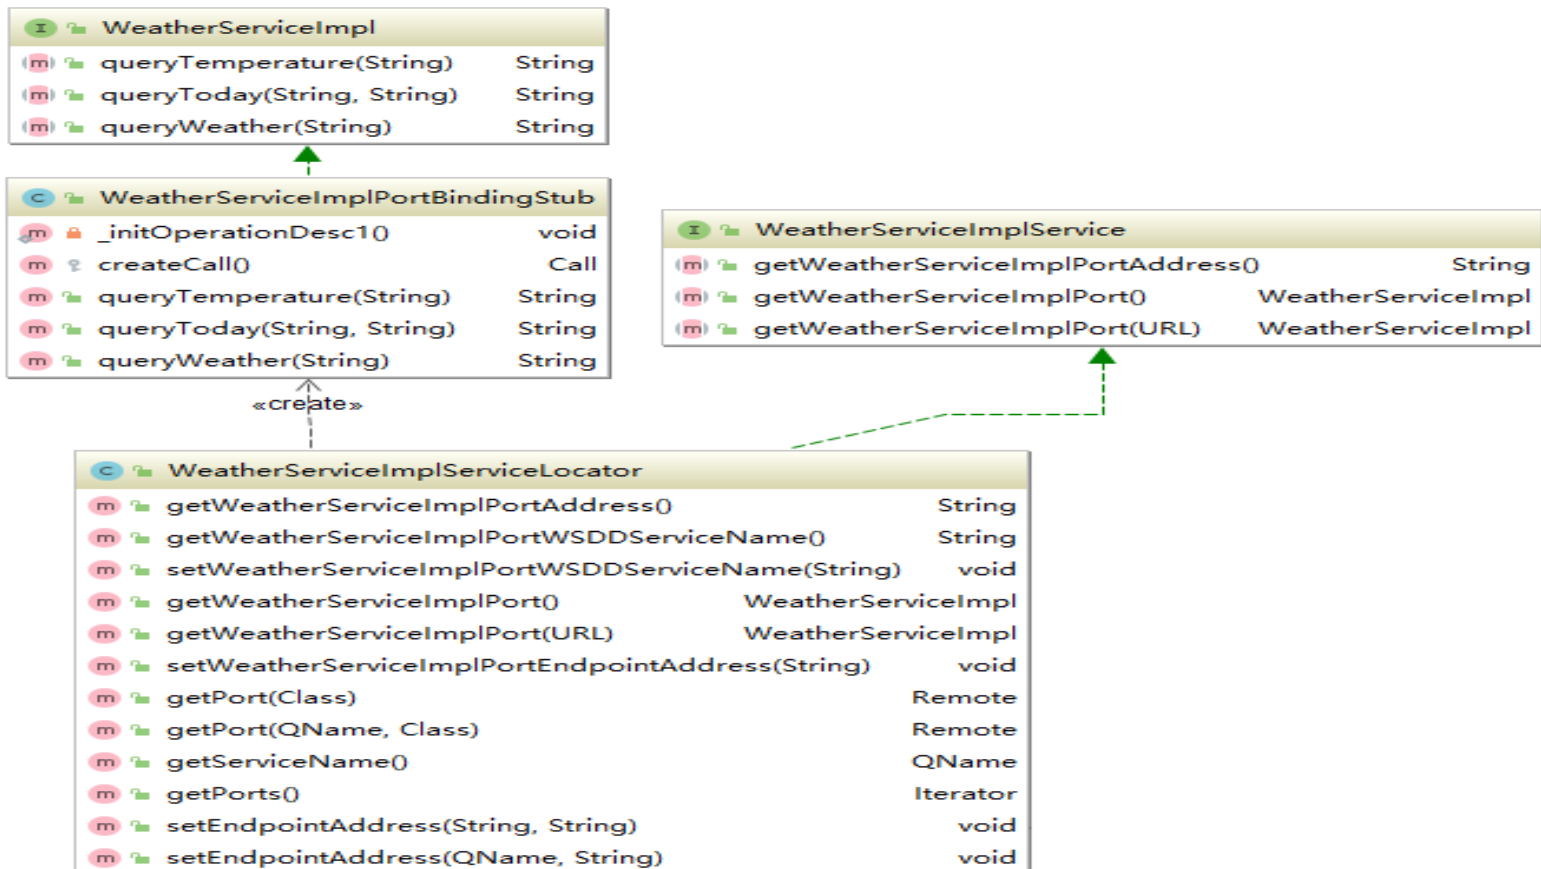 I WeatherServiceImpl
m queryTemperature(String) String
m queryToday(String, String) String
m queryWeather(String) String
C WeatherServiceImplPortBindingStub
m _initOperationDesc1() void
m createCall() Call
m queryTemperature(String) String
m queryToday(String, String) String
m queryWeather(String) String
«create»
I WeatherServiceImplService
m getWeatherServiceImplPortAddress() String
m getWeatherServiceImplPort() WeatherServiceImpl
m getWeatherServiceImplPort(URL) WeatherServiceImpl
C WeatherServiceImplServiceLocator
m getWeatherServiceImplPortAddress() String
m getWeatherServiceImplPortWSDDServiceName() String
m setWeatherServiceImplPortWSDDServiceName(String) void
m getWeatherServiceImplPort() WeatherServiceImpl
m getWeatherServiceImplPort(URL) WeatherServiceImpl
m setWeatherServiceImplPortEndpointAddress(String) void
m getPort(Class) Remote
m getPort(QName, Class) Remote
m getServiceName() QName
m getPorts() Iterator
m setEndpointAddress(String, String) void
m setEndpointAddress(QName, String) void